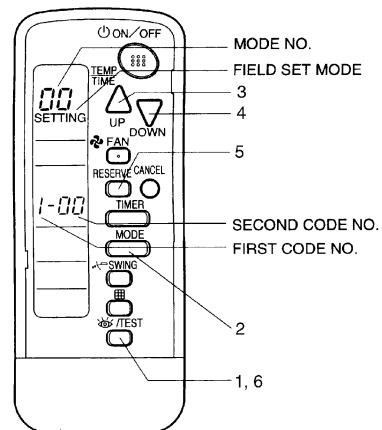 ON/OFF
MODE NO.
TEMP
TIME
FIELD SET MODE
00
SETTING
3
UP
4
DOWN
FAN
5
RESERVE CANCEL
TIMER
1-00
SECOND CODE NO.
MODE
FIRST CODE NO.
SWING
2
/TEST
1, 6